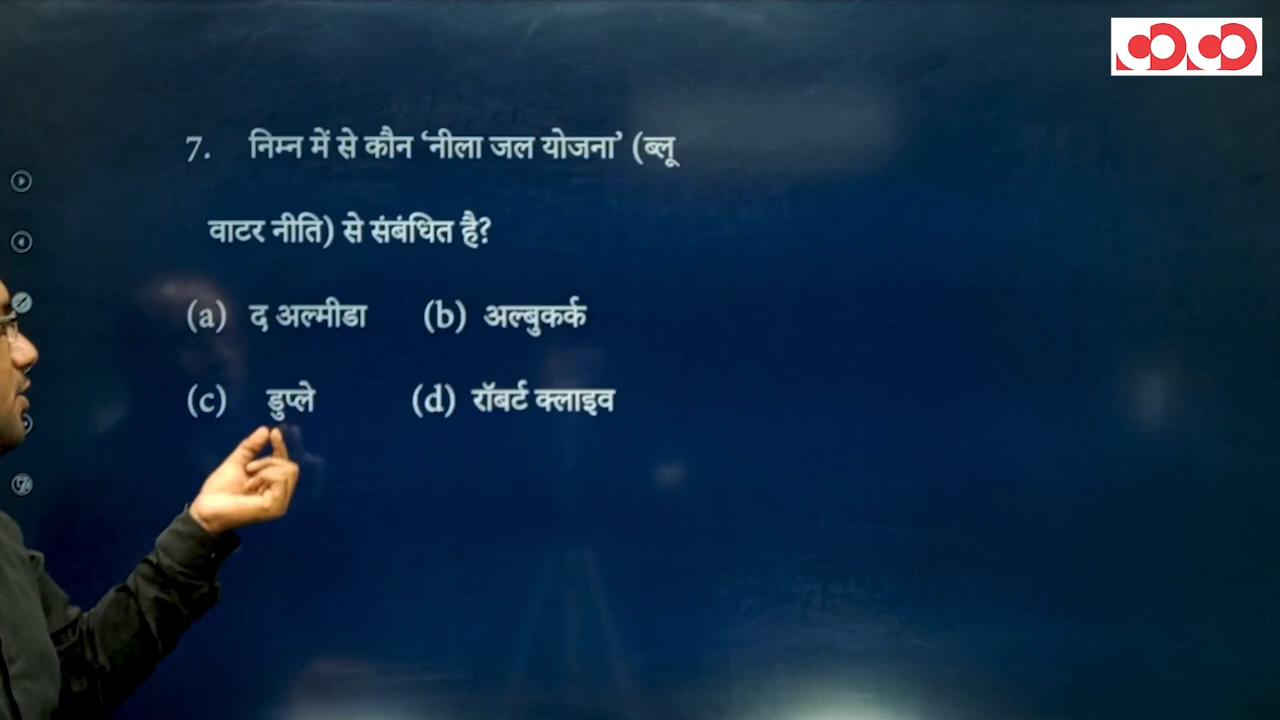 7. निम्न में से कौन ‘नीला जल योजना’ (ब्लू
वाटर नीति) से संबंधित है?
(a) द अल्मीडा (b) अल्बुकर्क
(c) डुप्ले (d) रॉबर्ट क्लाइव